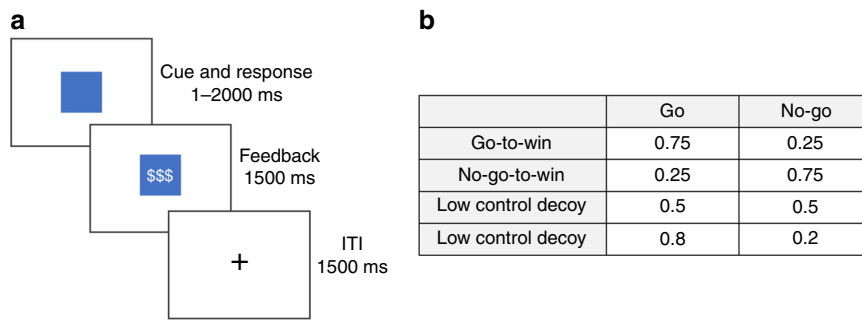 a
Cue and response
1–2000 ms
$$$
Feedback
1500 ms
+
ITI
1500 ms
b
Go No-go
Go-to-win 0.75 0.25
No-go-to-win 0.25 0.75
Low control decoy 0.5 0.5
Low control decoy 0.8 0.2